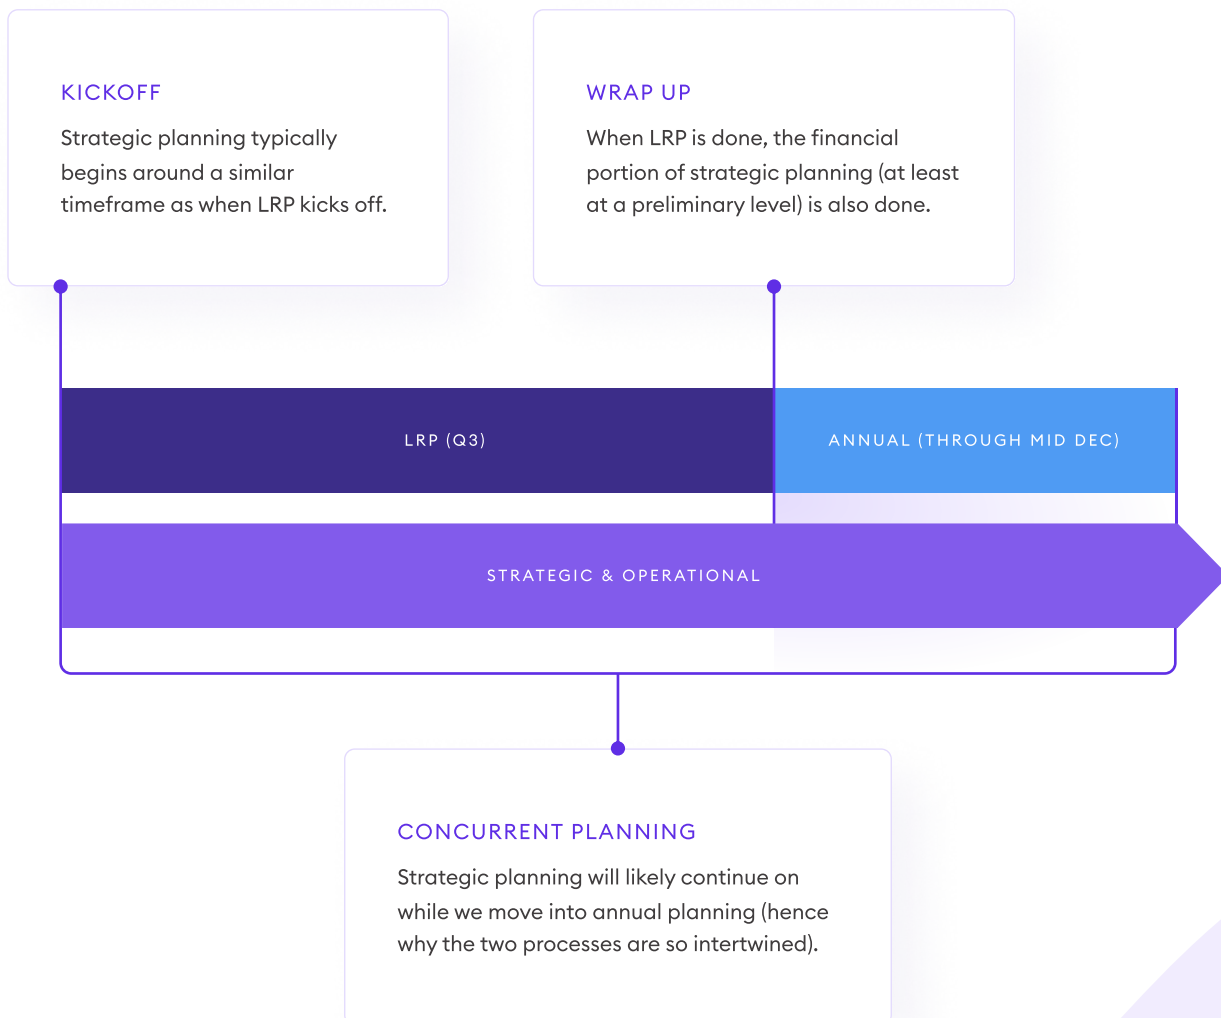 KICKOFF
Strategic planning typically
begins around a similar
timeframe as when LRP kicks off.
WRAP UP
When LRP is done, the financial
portion of strategic planning (at least
at a preliminary level) is also done.
LRP (Q3)
ANNUAL (THROUGH MID DEC)
STRATEGIC & OPERATIONAL
CONCURRENT PLANNING
Strategic planning will likely continue on
while we move into annual planning (hence
why the two processes are so intertwined).